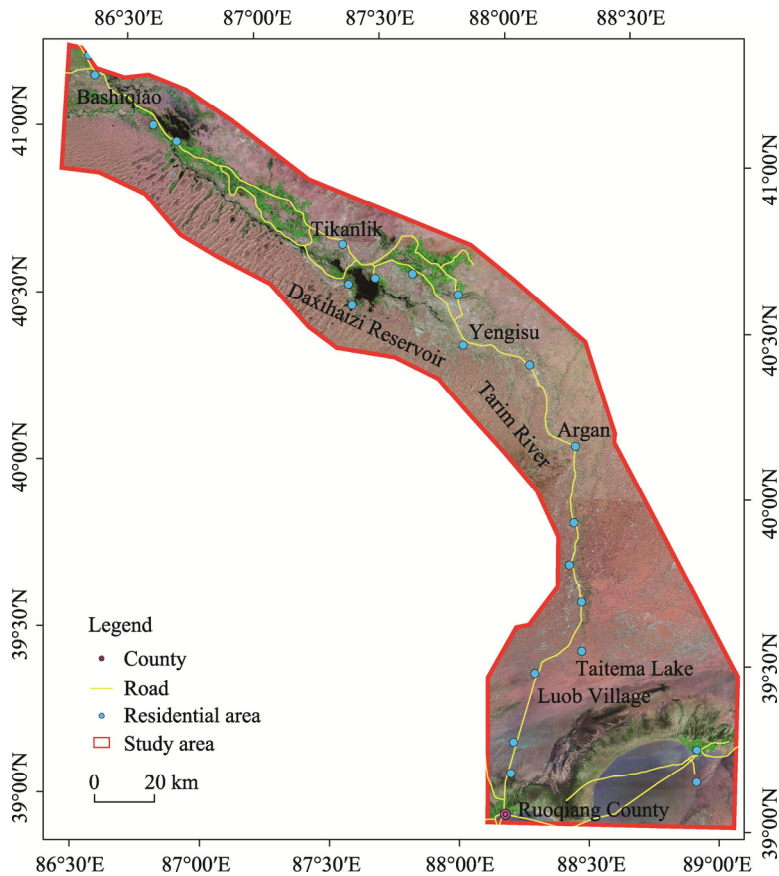 86°30'E 87°00'E 87°30'E 88°00'E 88°30'E
41°00'N
40°30'N
40°00'N
39°30'N
39°00'N
41°00'N
40°30'N
40°00'N
39°30'N
39°00'N
Bashiqiao
Tikanlik
Daxihaizi Reservoir
Yengisu
Tarim River
Argan
Taitema Lake
Luob Village
Ruoqiang County
Legend
County
Road
Residential area
Study area
0 20 km
86°30'E 87°00'E 87°30'E 88°00'E 88°30'E 89°00'E